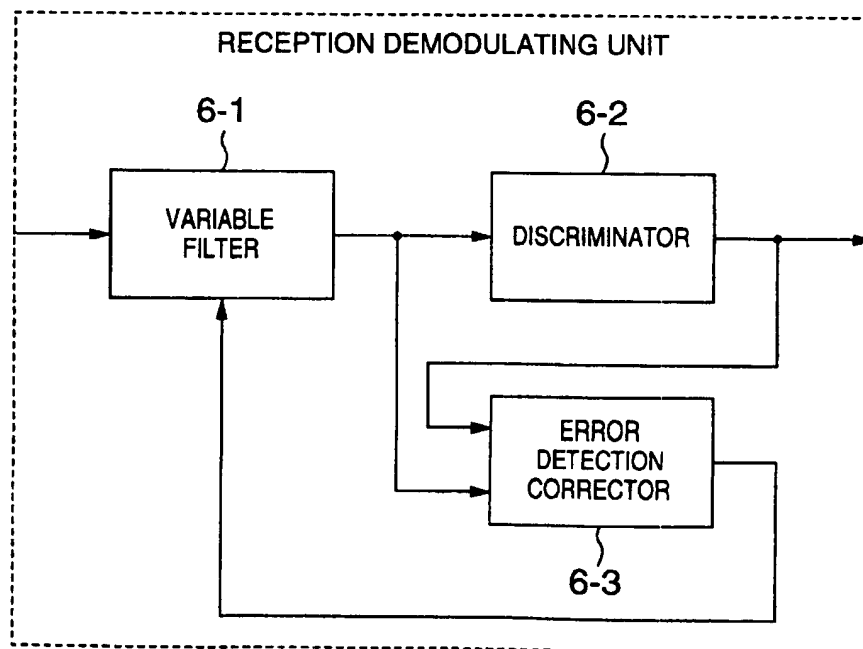 RECEPTION DEMODULATING UNIT
6-1
6-2
VARIABLE
FILTER
DISCRIMINATOR
ERROR
DETECTION
CORRECTOR
6-3